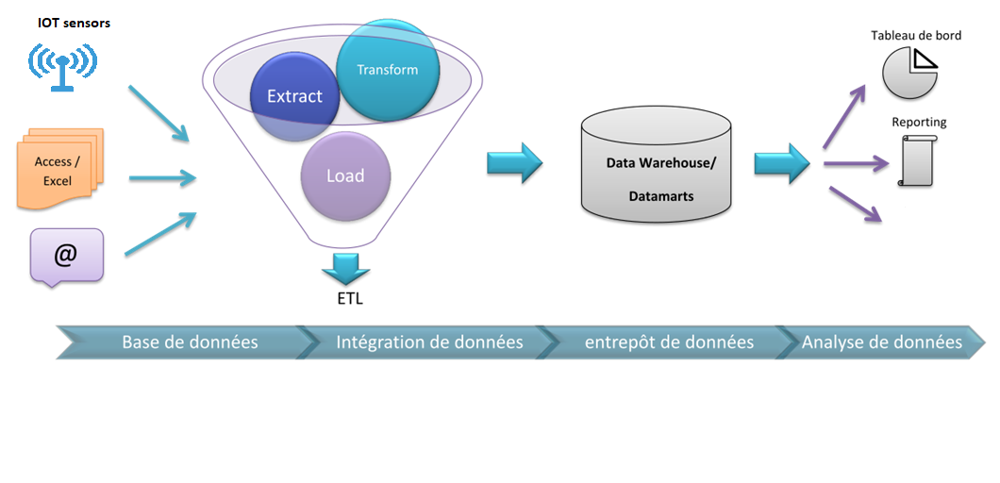 IOT sensors
Access /
Excel
@
Extract
Transform
Load
ETL
Data Warehouse/
Datamarts
Tableau de bord
Reporting
Base de données
Intégration de données
entrepôt de données
Analyse de données